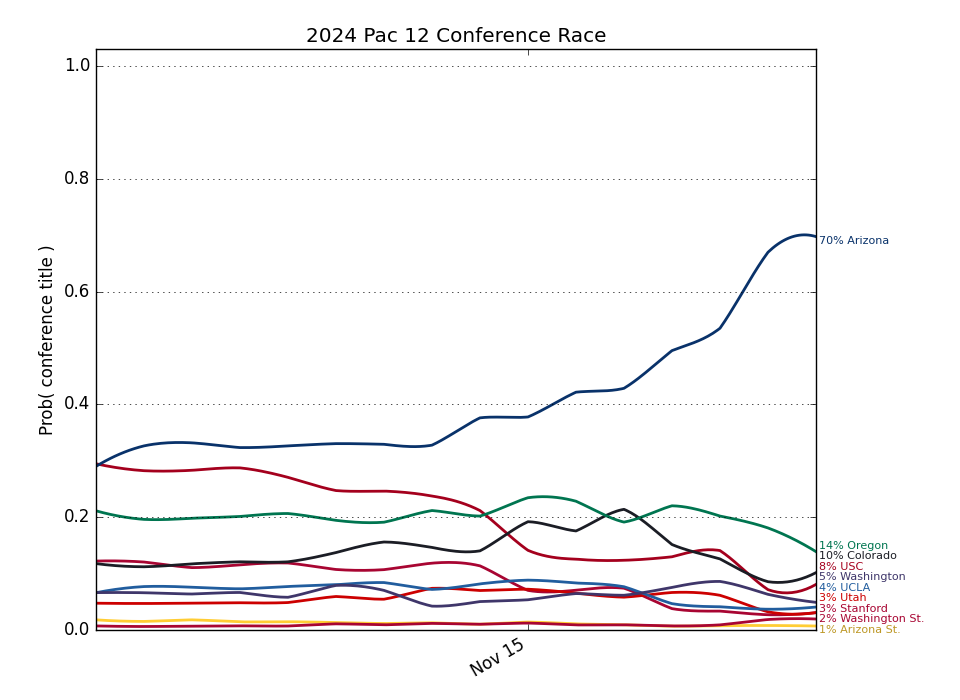 2024 Pac 12 Conference Race
Prob( conference title )
1.0
0.8
0.6
0.4
0.2
0.0
Nov 15
70% Arizona
14% Oregon
10% Colorado
8% USC
5% Washington
4% UCLA
3% Utah
3% Stanford
2% Washington St.
1% Arizona St.